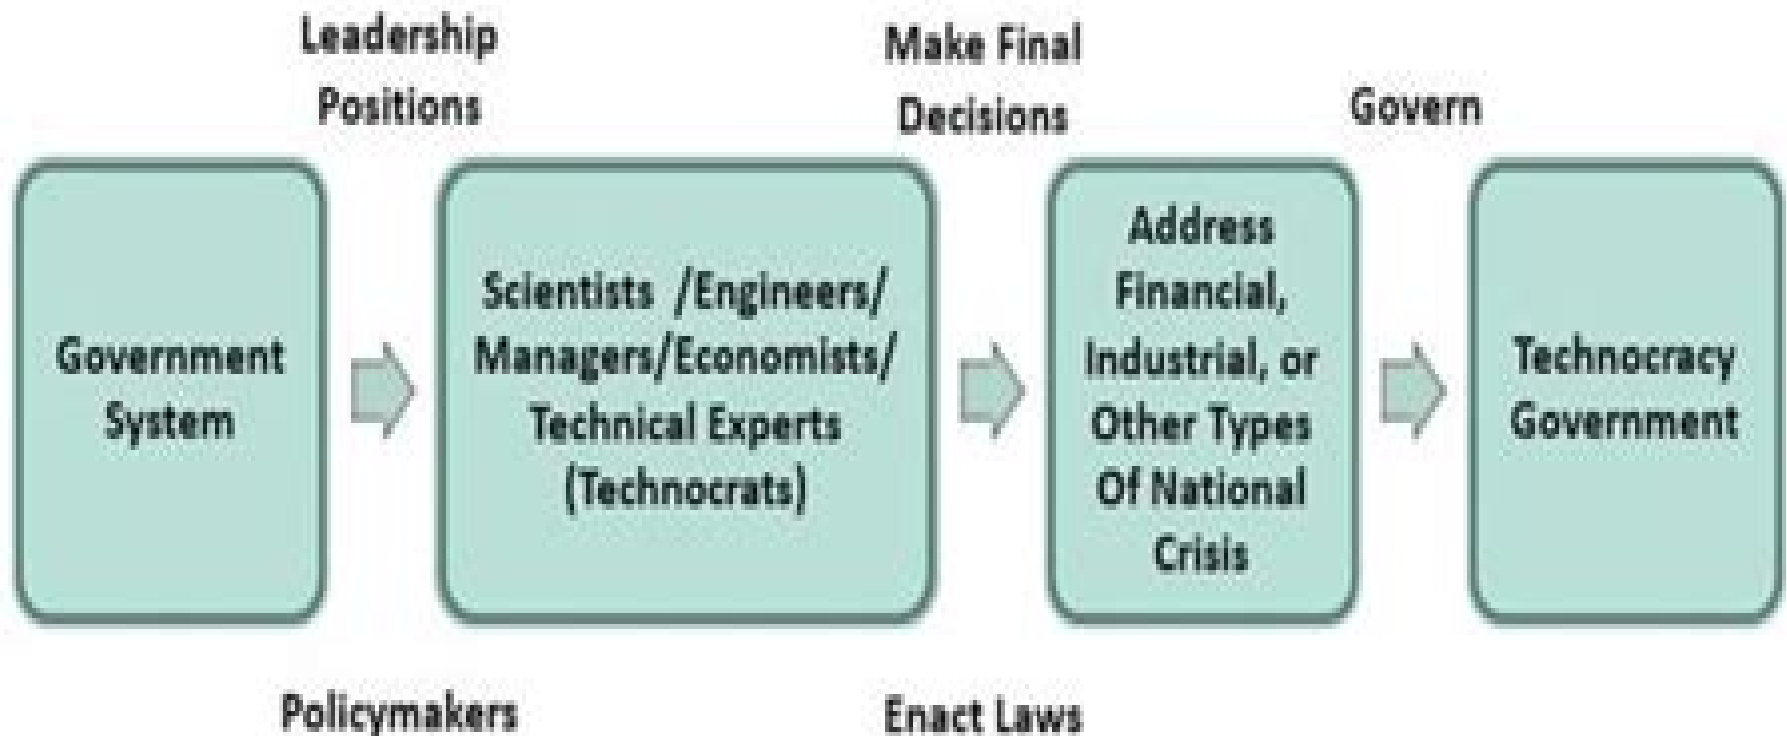 Leadership
Positions
Make Final
Decisions
Govern
Government
System
Scientists /Engineers/
Managers/Economists/
Technical Experts
(Technocrats)
Address
Financial,
Industrial, or
Other Types
Of National
Crisis
Technocracy
Government
Policymakers
Enact Laws